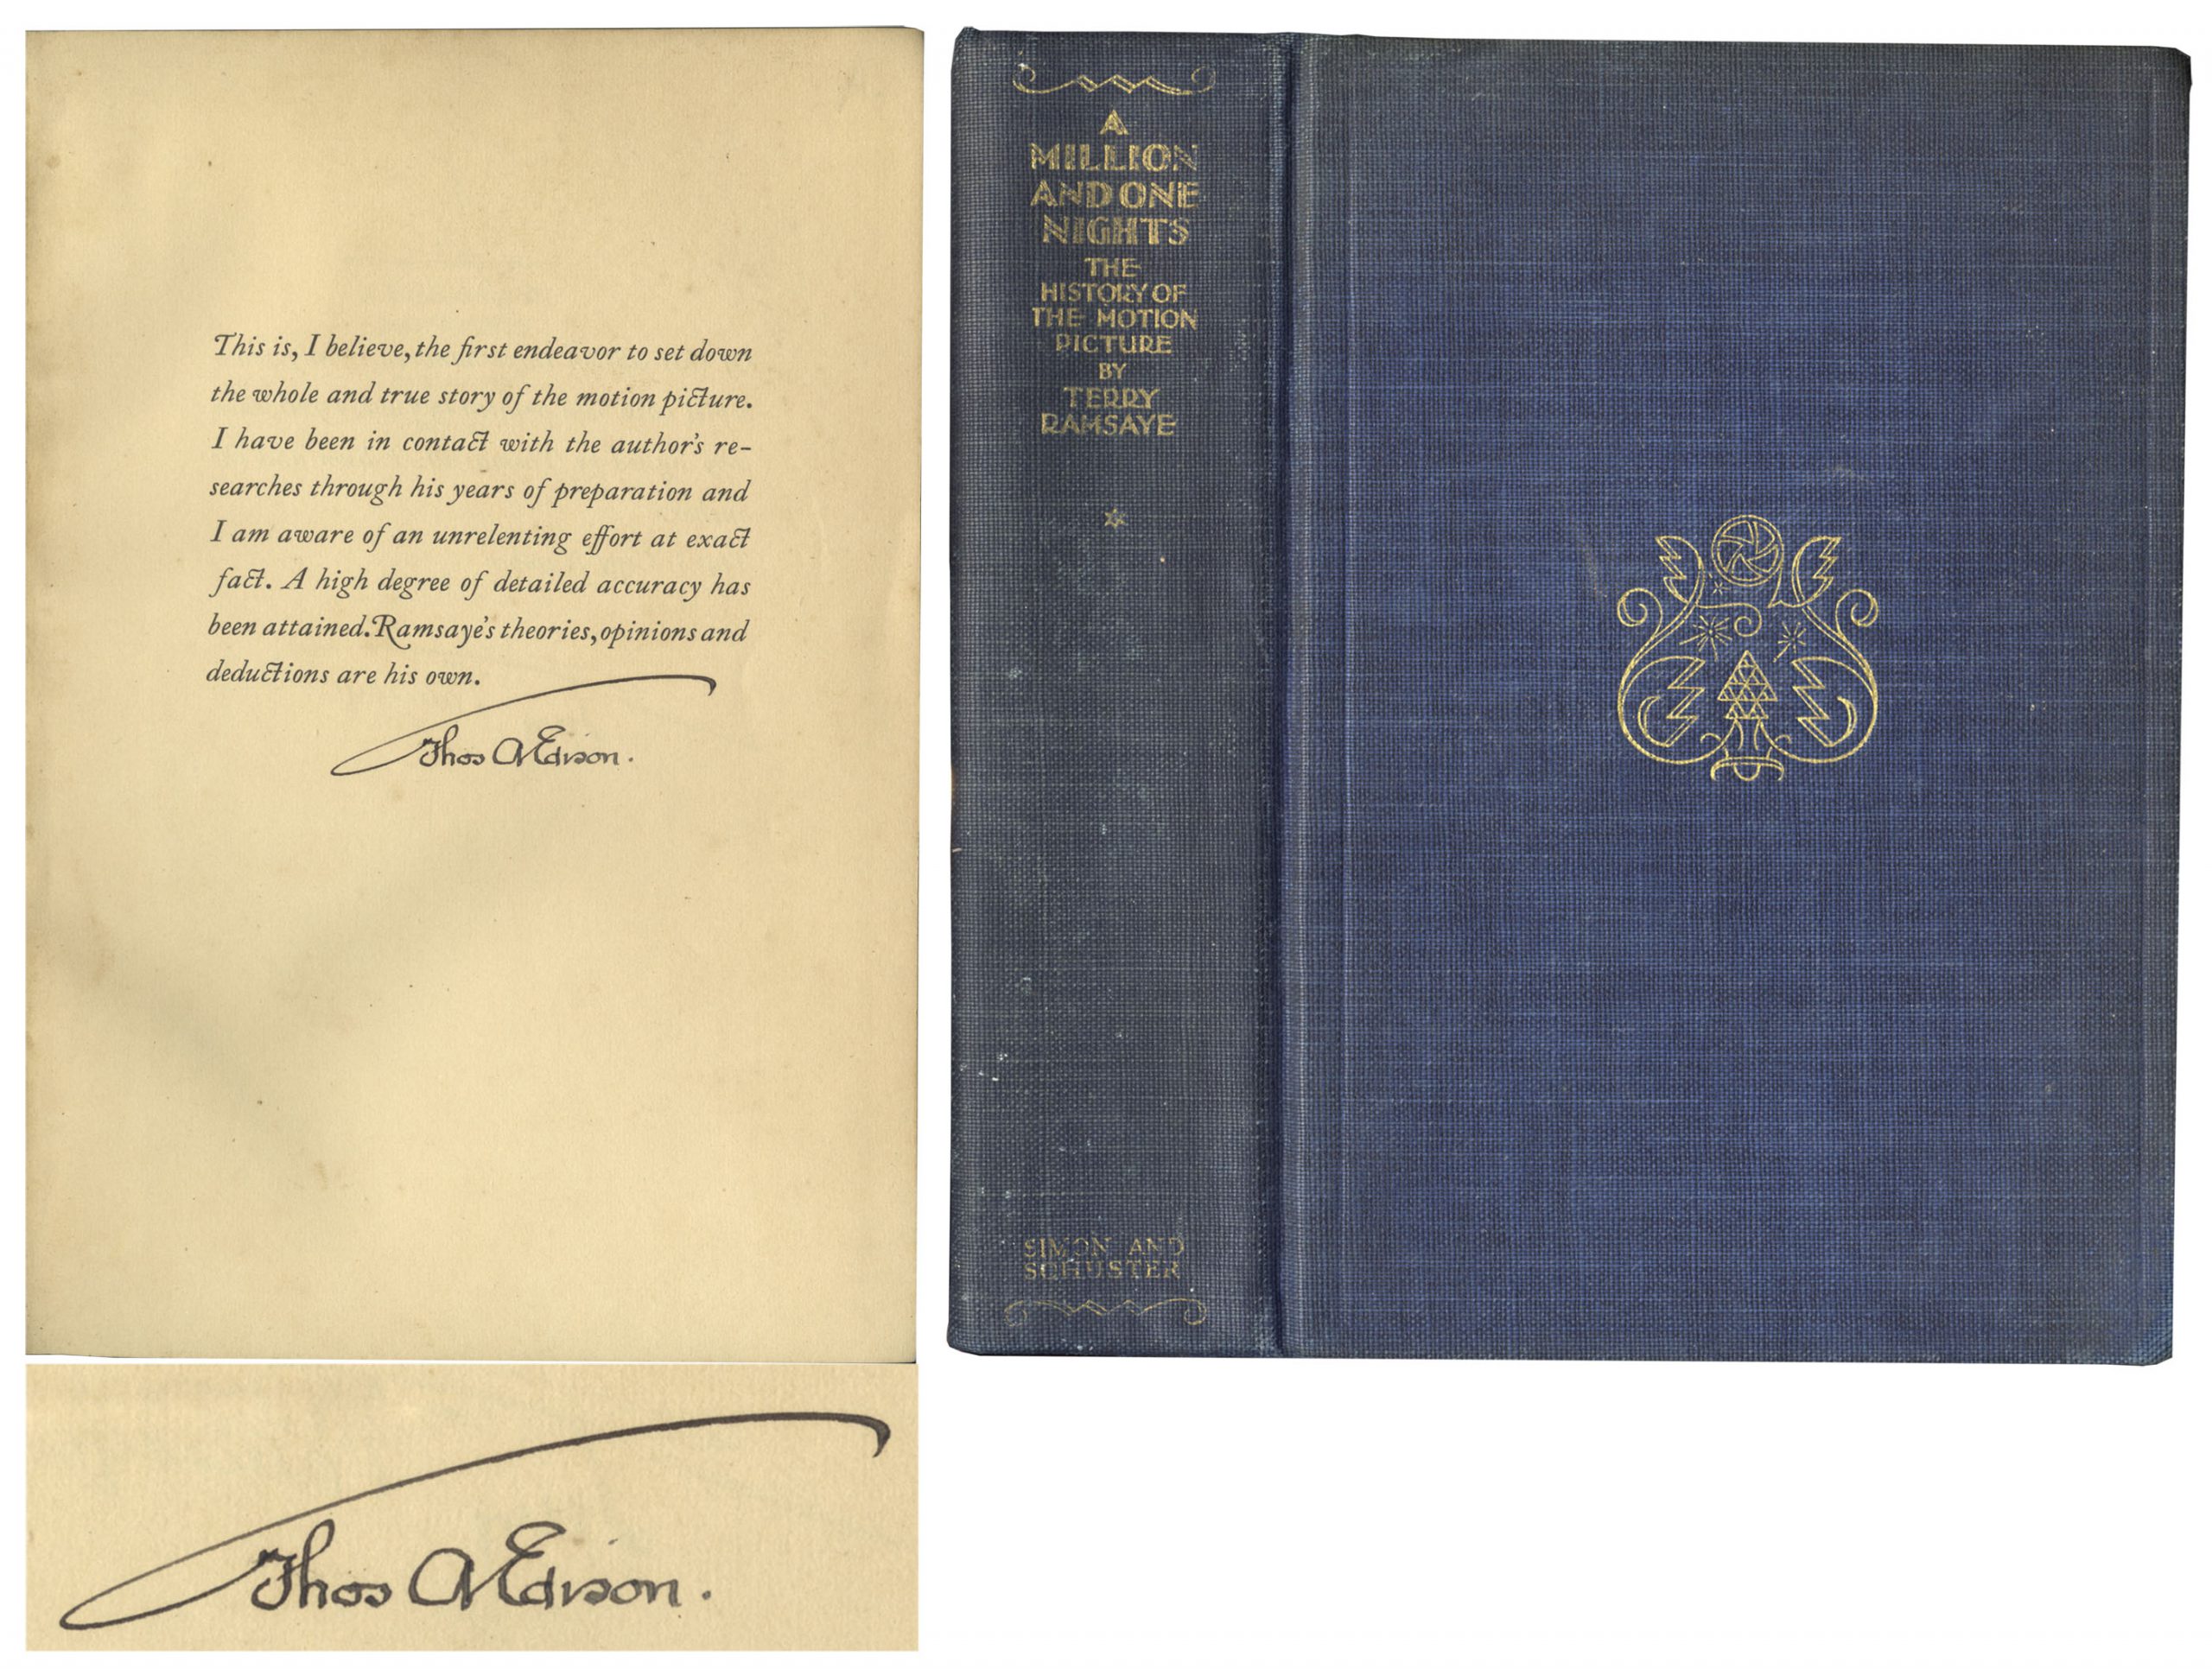 This is, I believe, the first endeavor to set down
the whole and true story of the motion picture.
I have been in contact with the author's re-
searches through his years of preparation and
I am aware of an unrelenting effort at exact
fact. A high degree of detailed accuracy has
been attained. Ramsaye's theories, opinions and
deductions are his own.
Thos A Edison.
Thos A Edison.
A
MILLION
AND ONE
NIGHTS
THE
HISTORY OF
THE MOTION
PICTURE
BY
TERRY
RAMSAYE
SIMON AND
SCHUSTER